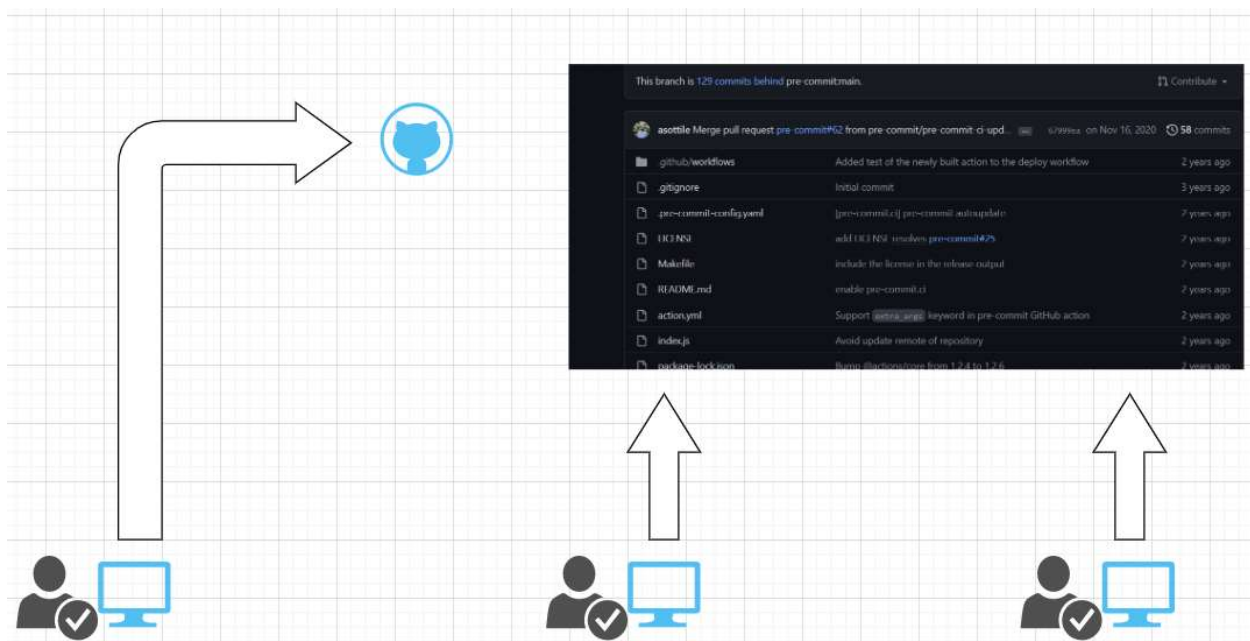 This branch is 129 commits behind pre-commit:main.
Contribute
asottile Merge pull request pre-commit#62 from pre-commit/pre-commit-ci-upd... on Nov 16, 2020 58 commits
.github/workflows Added test of the newly built action to the deploy workflow 2 years ago
.gitignore Initial commit 3 years ago
.pre-commit-config.yaml [pre-commit.ci] pre-commit autoupdate 2 years ago
LICENSE add LICENSE resolves pre-commit#25 2 years ago
Makefile include the license in the release output 2 years ago
README.md enable pre-commit.ci 2 years ago
action.yml Support extra_args keyword in pre-commit GitHub action 2 years ago
index.js Avoid update remote of repository 2 years ago
package-lock.json Bump @actions/core from 1.2.4 to 1.2.6 2 years ago